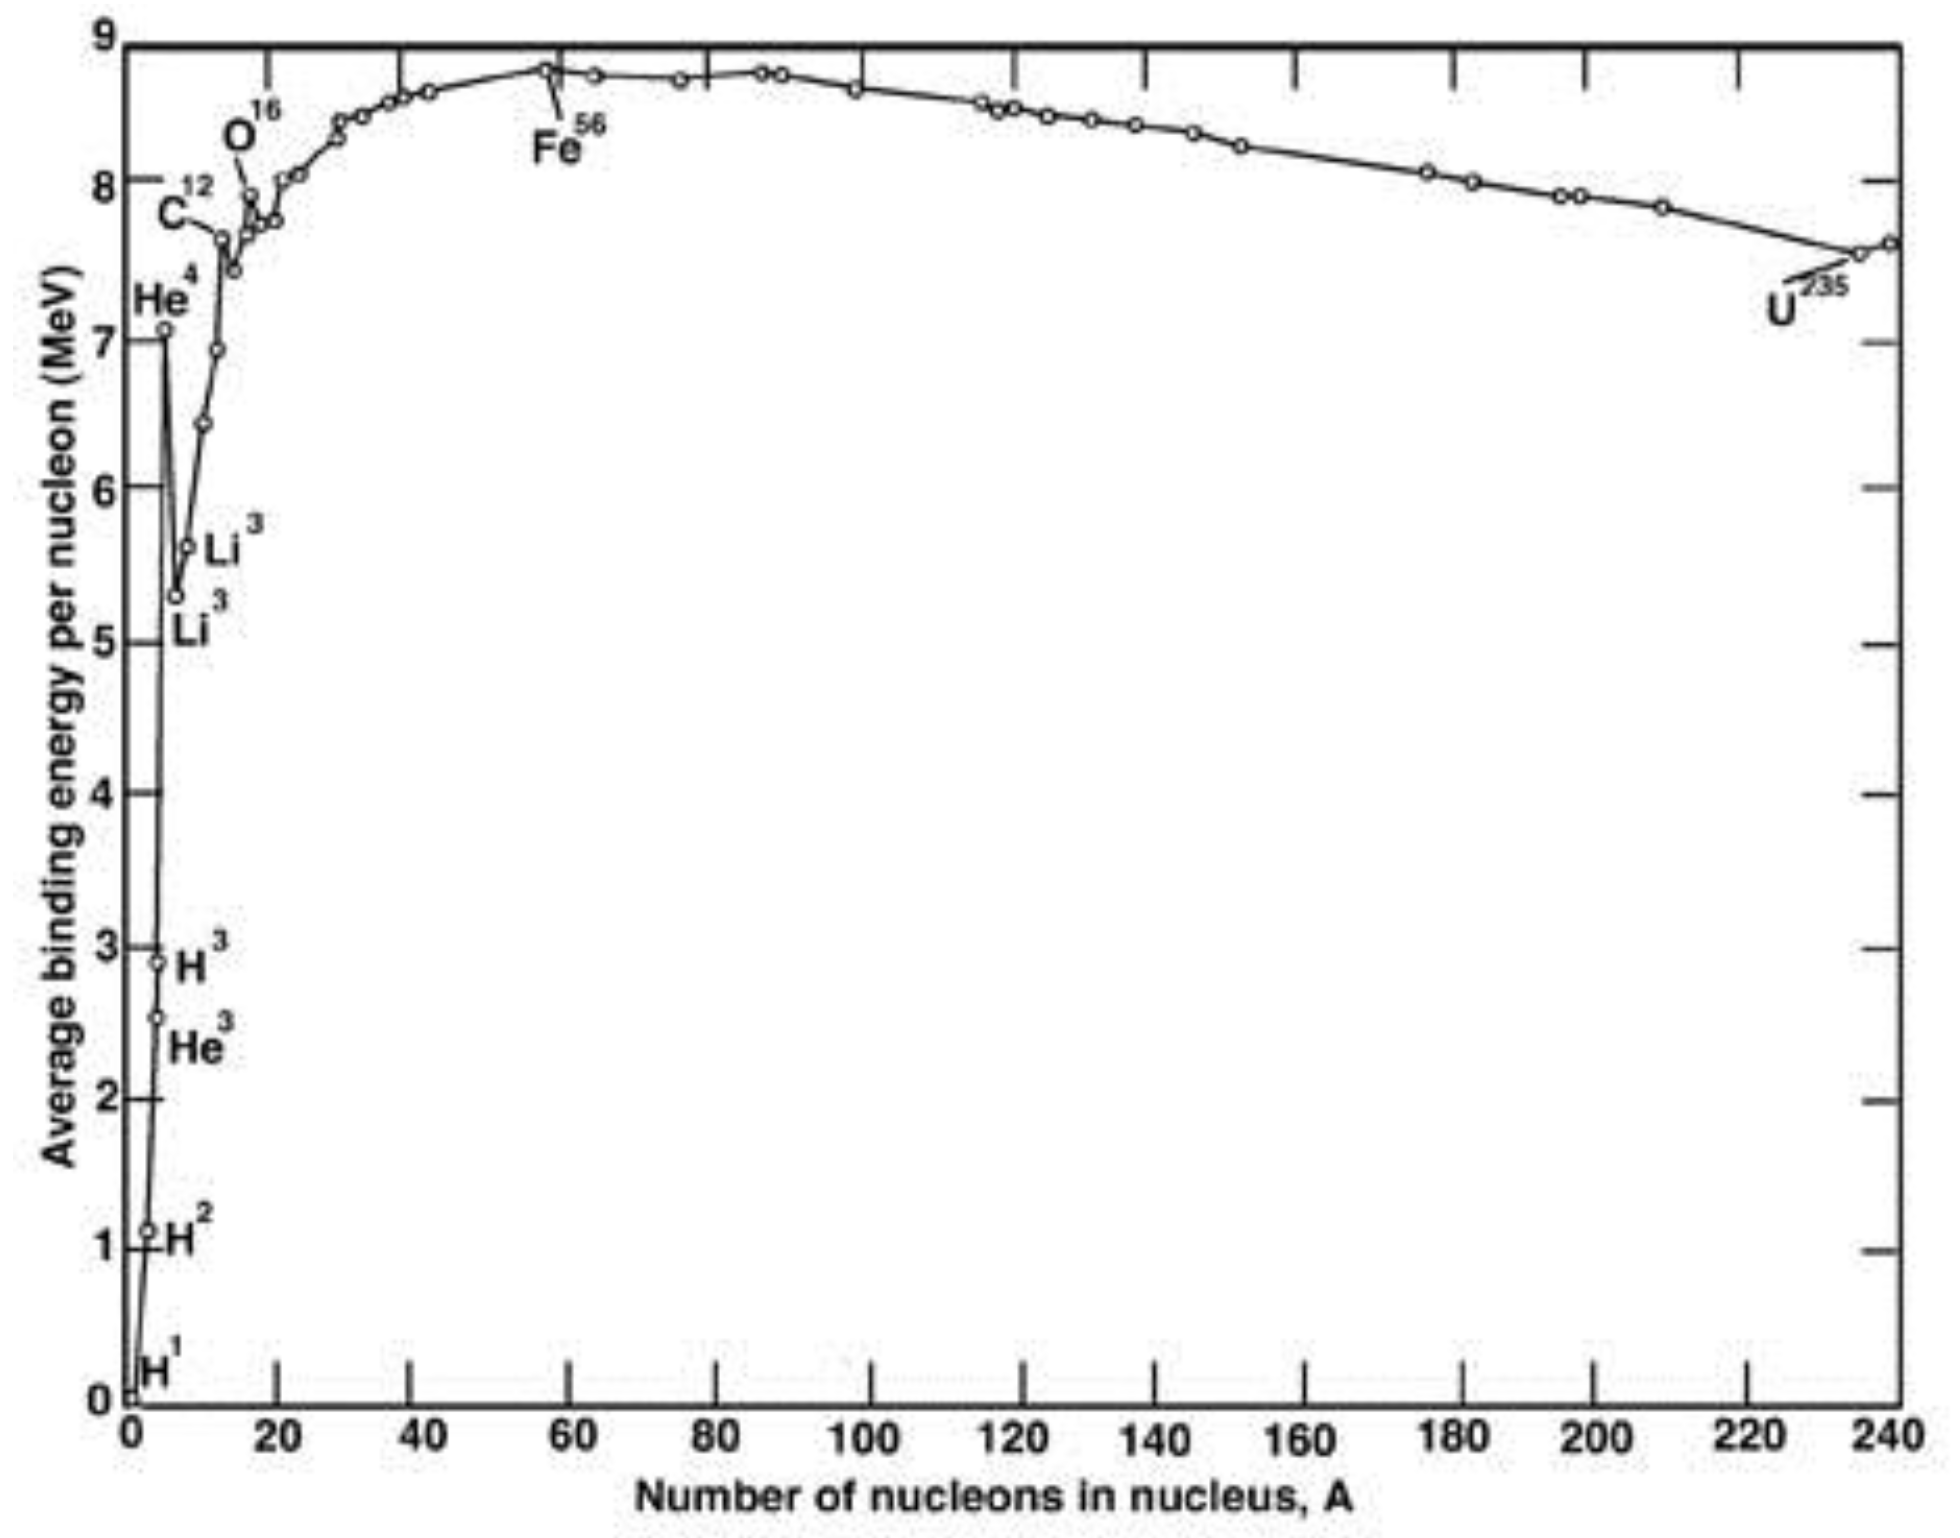 Average binding energy per nucleon (MeV)
9
8
7
6
5
4
3
2
1
0
O¹⁶
C¹²
He⁴
Fe⁵⁶
U²³⁵
Li³
Li³
H³
He³
H²
H¹
0 20 40 60 80 100 120 140 160 180 200 220 240
Number of nucleons in nucleus, A